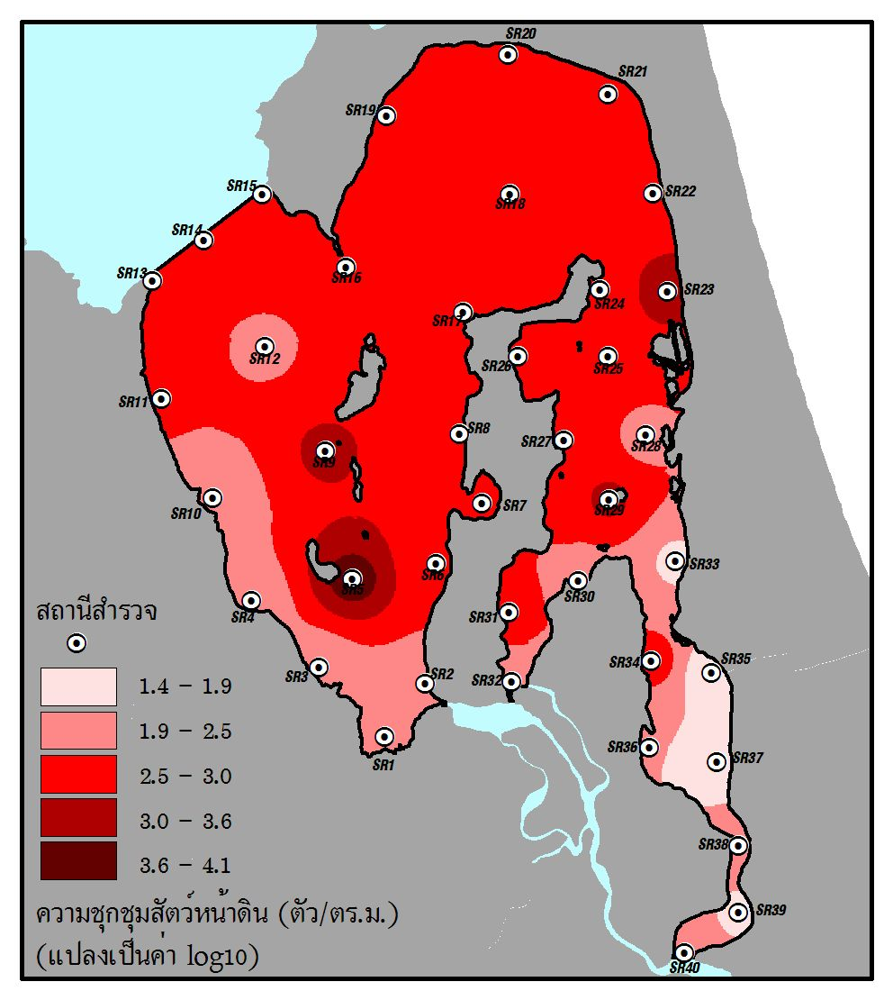 SR20
SR21
SR19
SR15
SR22
SR18
SR14
SR13
SR16
SR23
SR24
SR17
SR12
SR26
SR25
SR11
SR8
SR28
SR27
SR9
SR7
SR29
SR10
SR33
SR6
SR5
SR30
SR4
SR31
สถานีสำรวจ
SR35
SR34
SR3
SR2
SR32
1.4 – 1.9
1.9 – 2.5
SR36
SR37
SR1
2.5 – 3.0
3.0 – 3.6
SR38
3.6 – 4.1
SR39
ความชุกชุมสัตว์หน้าดิน (ตัว/ตร.ม.)
(แปลงเป็นค่า log10)
SR40